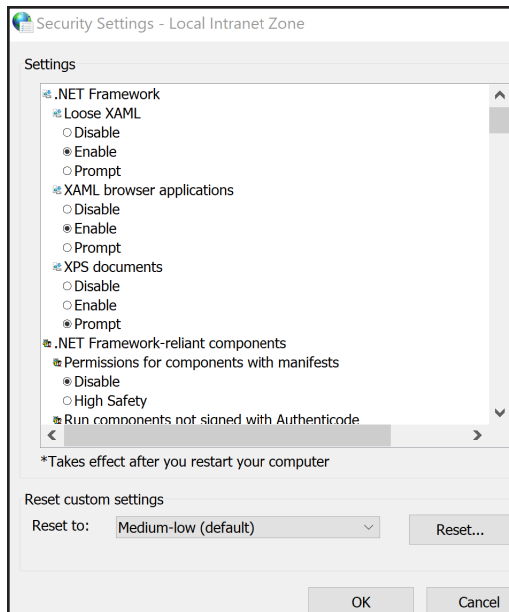 Security Settings - Local Intranet Zone
Settings
.NET Framework
Loose XAML
Disable
Enable
Prompt
XAML browser applications
Disable
Enable
Prompt
XPS documents
Disable
Enable
Prompt
.NET Framework-reliant components
Permissions for components with manifests
Disable
High Safety
Run components not signed with Authenticode
*Takes effect after you restart your computer
Reset custom settings
Reset to: Medium-low (default) Reset...
OK Cancel